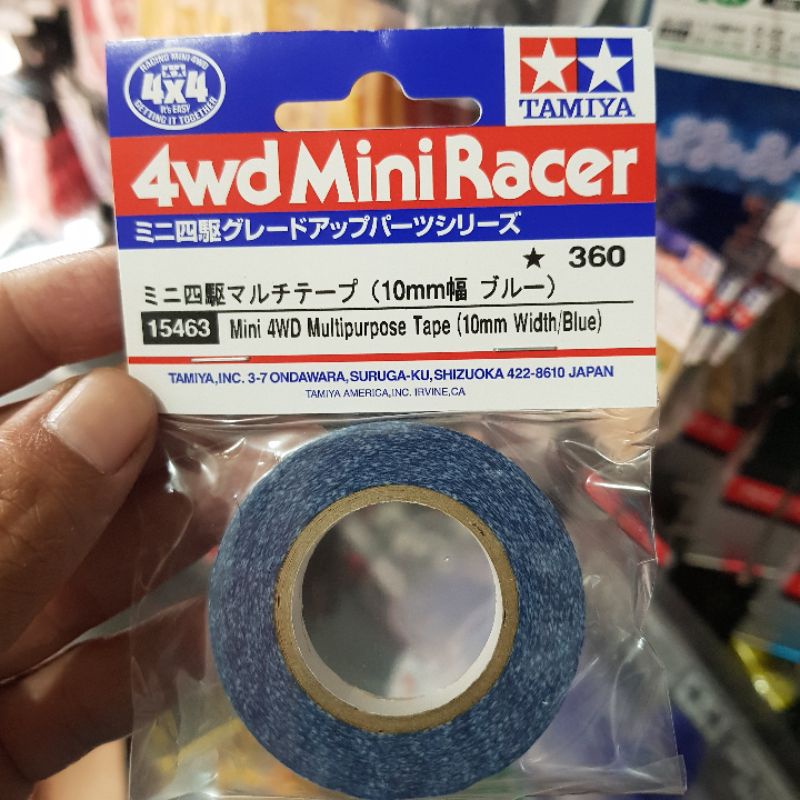 RACING MINI 4WD
4x4
It's EASY
GETTING IT TOGETHER
TAMIYA
4wd Mini Racer
ミニ四駆グレードアップパーツシリーズ
★ 360
ミニ四駆マルチテープ（10mm幅 ブルー）
15463 Mini 4WD Multipurpose Tape (10mm Width/Blue)
TAMIYA,INC. 3-7 ONDAWARA,SURUGA-KU,SHIZUOKA 422-8610 JAPAN
TAMIYA AMERICA,INC. IRVINE,CA